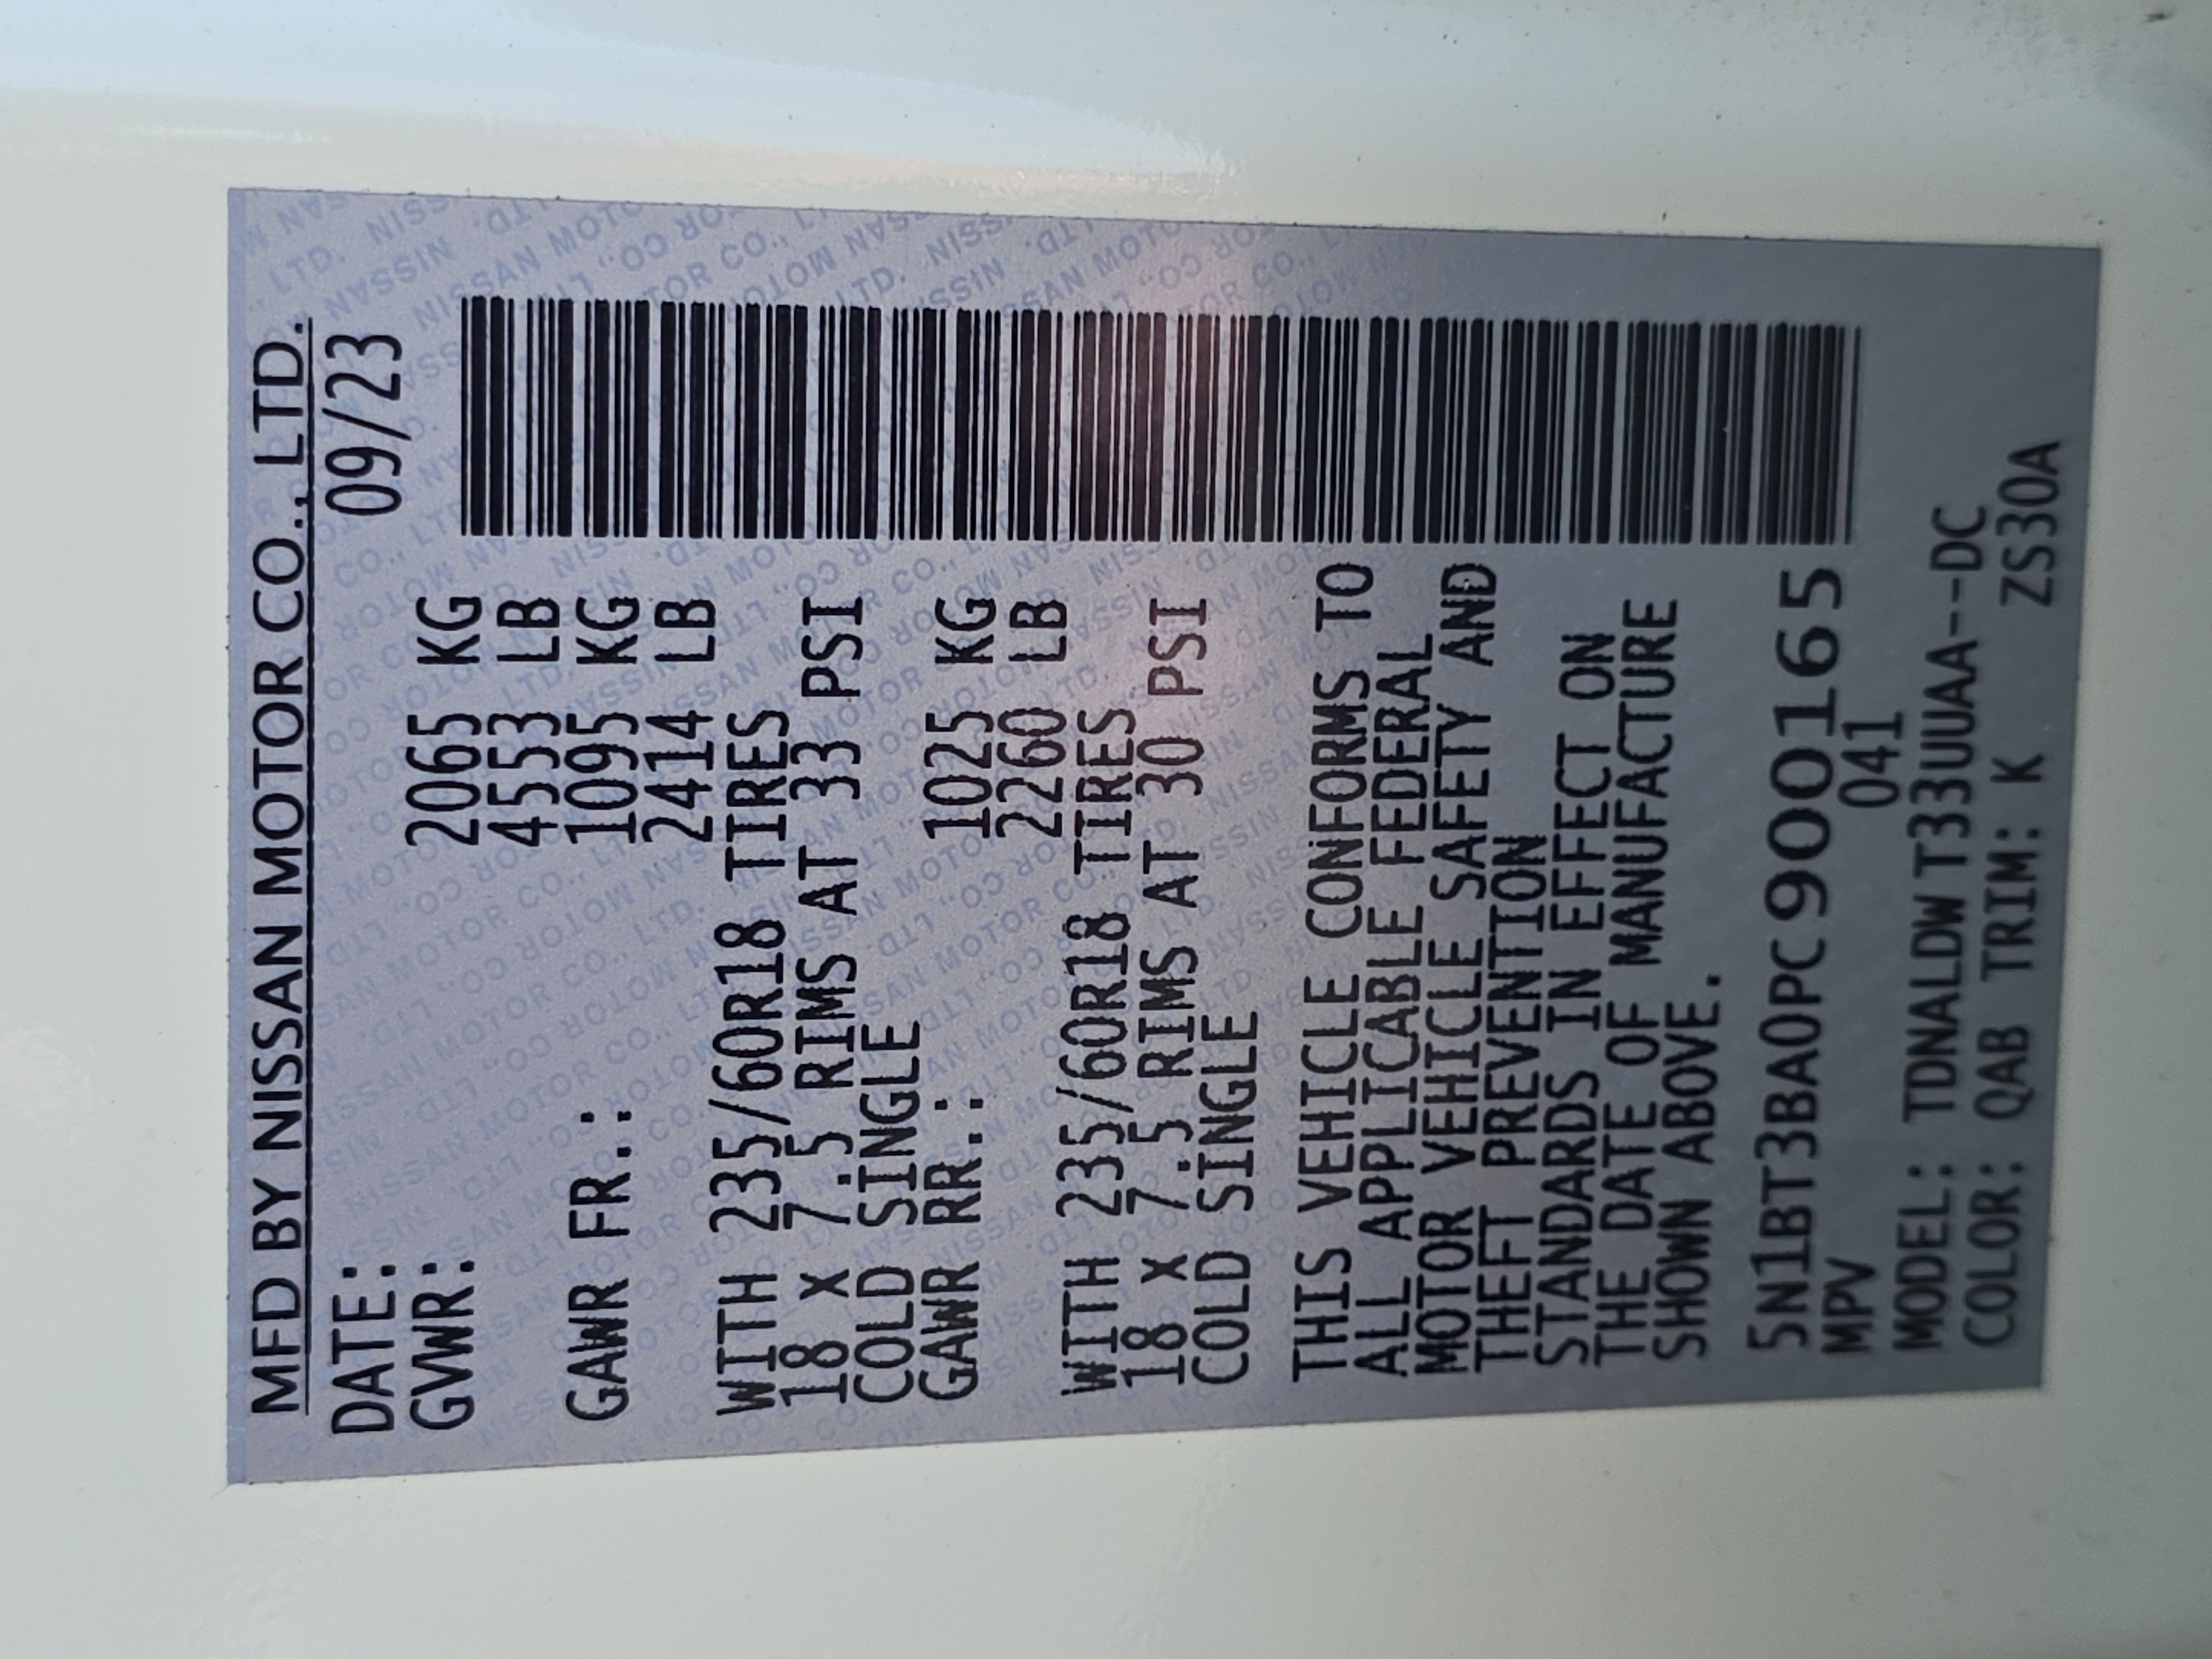 MFD BY NISSAN MOTOR CO., LTD.
DATE: 09/23
GVWR: 2065 KG
4553 LB
GAWR FR.: 1095 KG
2414 LB
WITH 235/60R18 TIRES
18 X 7.5 RIMS AT 33 PSI
COLD SINGLE
GAWR RR.: 1025 KG
2260 LB
WITH 235/60R18 TIRES
18 X 7.5 RIMS AT 30 PSI
COLD SINGLE
THIS VEHICLE CONFORMS TO
ALL APPLICABLE FEDERAL
MOTOR VEHICLE SAFETY AND
THEFT PREVENTION
STANDARDS IN EFFECT ON
THE DATE OF MANUFACTURE
SHOWN ABOVE.
5N1BT3BA0PC900165
MPV 041
MODEL: TDNALDWT33UUAA--DC
COLOR: QAB TRIM: K ZS30A